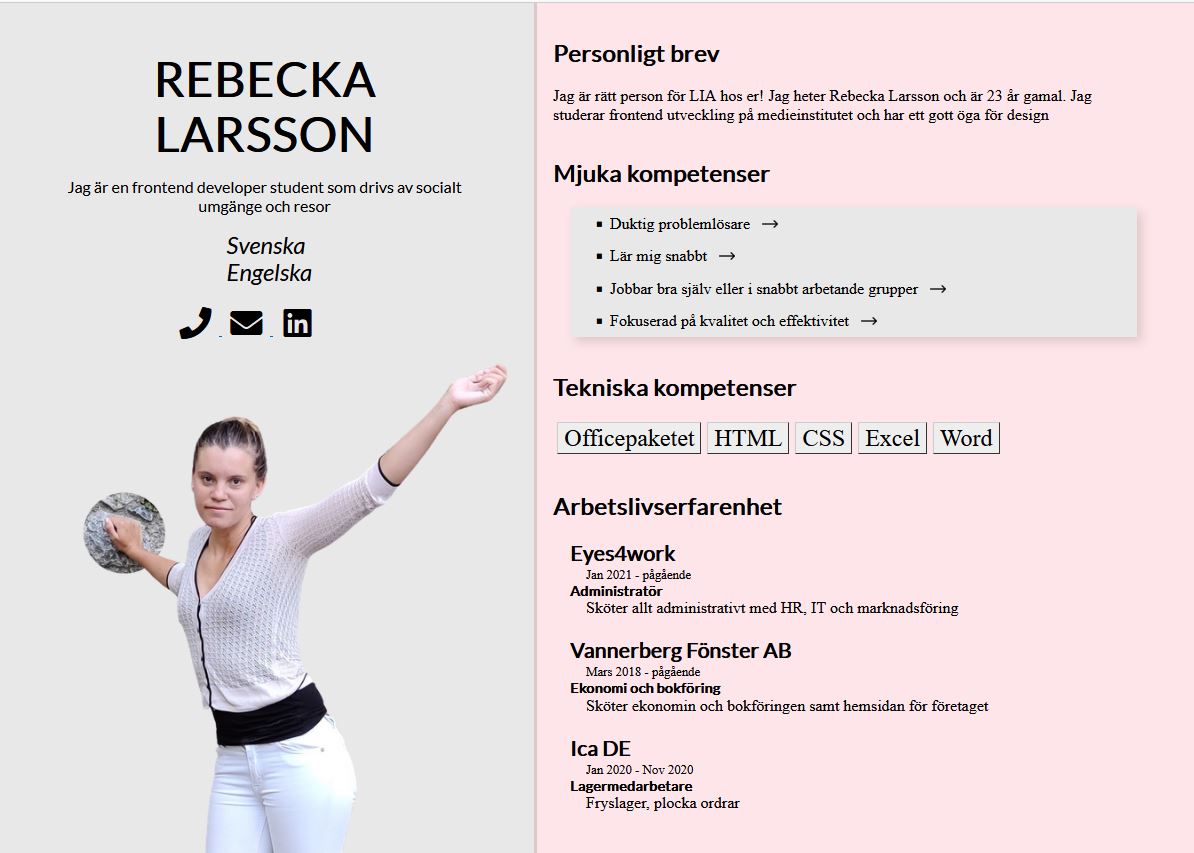 REBECKA
LARSSON
Jag är en frontend developer student som drivs av socialt
umgänge och resor
Svenska
Engelska
Personligt brev
Jag är rätt person för LIA hos er! Jag heter Rebecka Larsson och är 23 år gamal. Jag
studerar frontend utveckling på medieinstitutet och har ett gott öga för design
Mjuka kompetenser
Duktig problemlösare
Lär mig snabbt
Jobbar bra själv eller i snabbt arbetande grupper
Fokuserad på kvalitet och effektivitet
Tekniska kompetenser
Officepaketet HTML CSS Excel Word
Arbetslivserfarenhet
Eyes4work
Jan 2021 - pågående
Administratör
Sköter allt administrativt med HR, IT och marknadsföring
Vannerberg Fönster AB
Mars 2018 - pågående
Ekonomi och bokföring
Sköter ekonomin och bokföringen samt hemsidan för företaget
Ica DE
Jan 2020 - Nov 2020
Lagermedarbetare
Fryslager, plocka ordrar